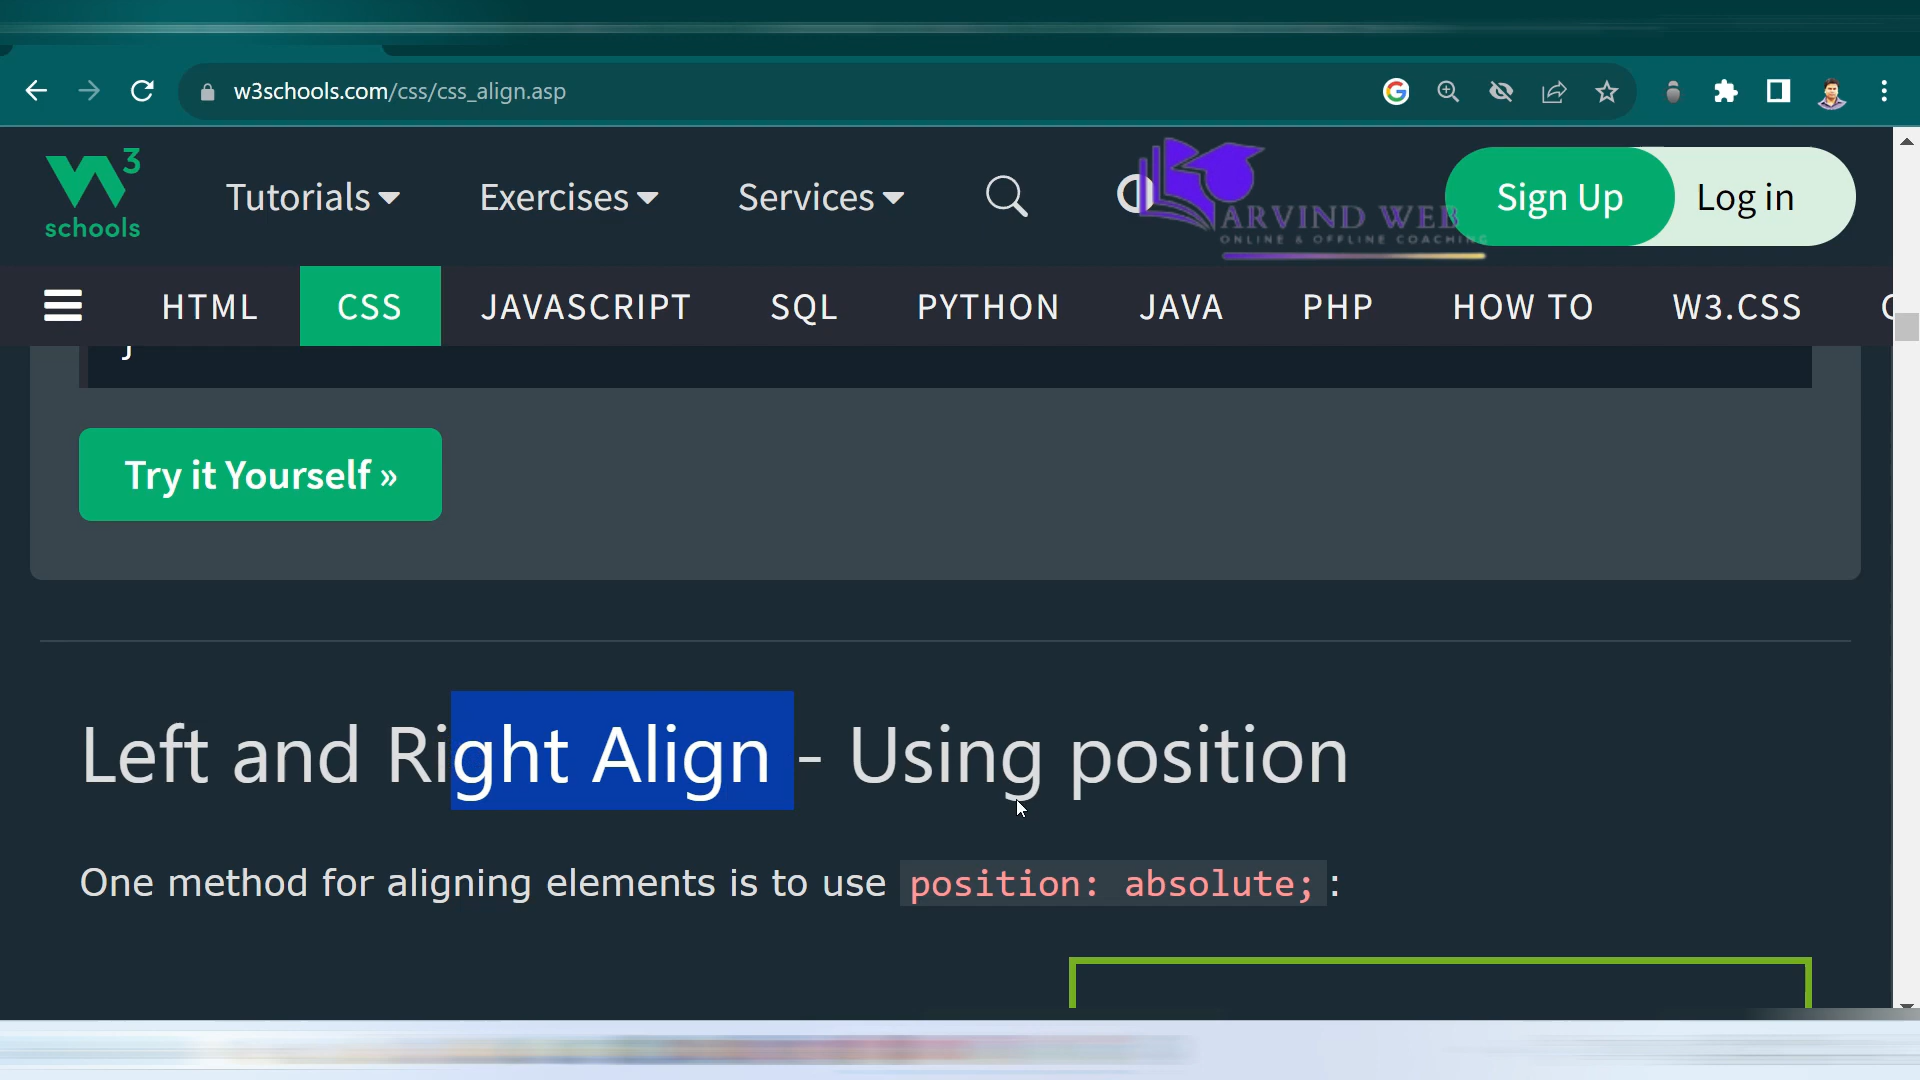 w3schools.com/css/css_align.asp
3
schools
Tutorials
Exercises
Services
ARVIND WEB
ONLINE & OFFLINE COACHING
Sign Up
Log in
HTML
CSS
JAVASCRIPT
SQL
PYTHON
JAVA
PHP
HOW TO
W3.CSS
}
Try it Yourself »
Left and Right Align - Using position
One method for aligning elements is to use position: absolute; :